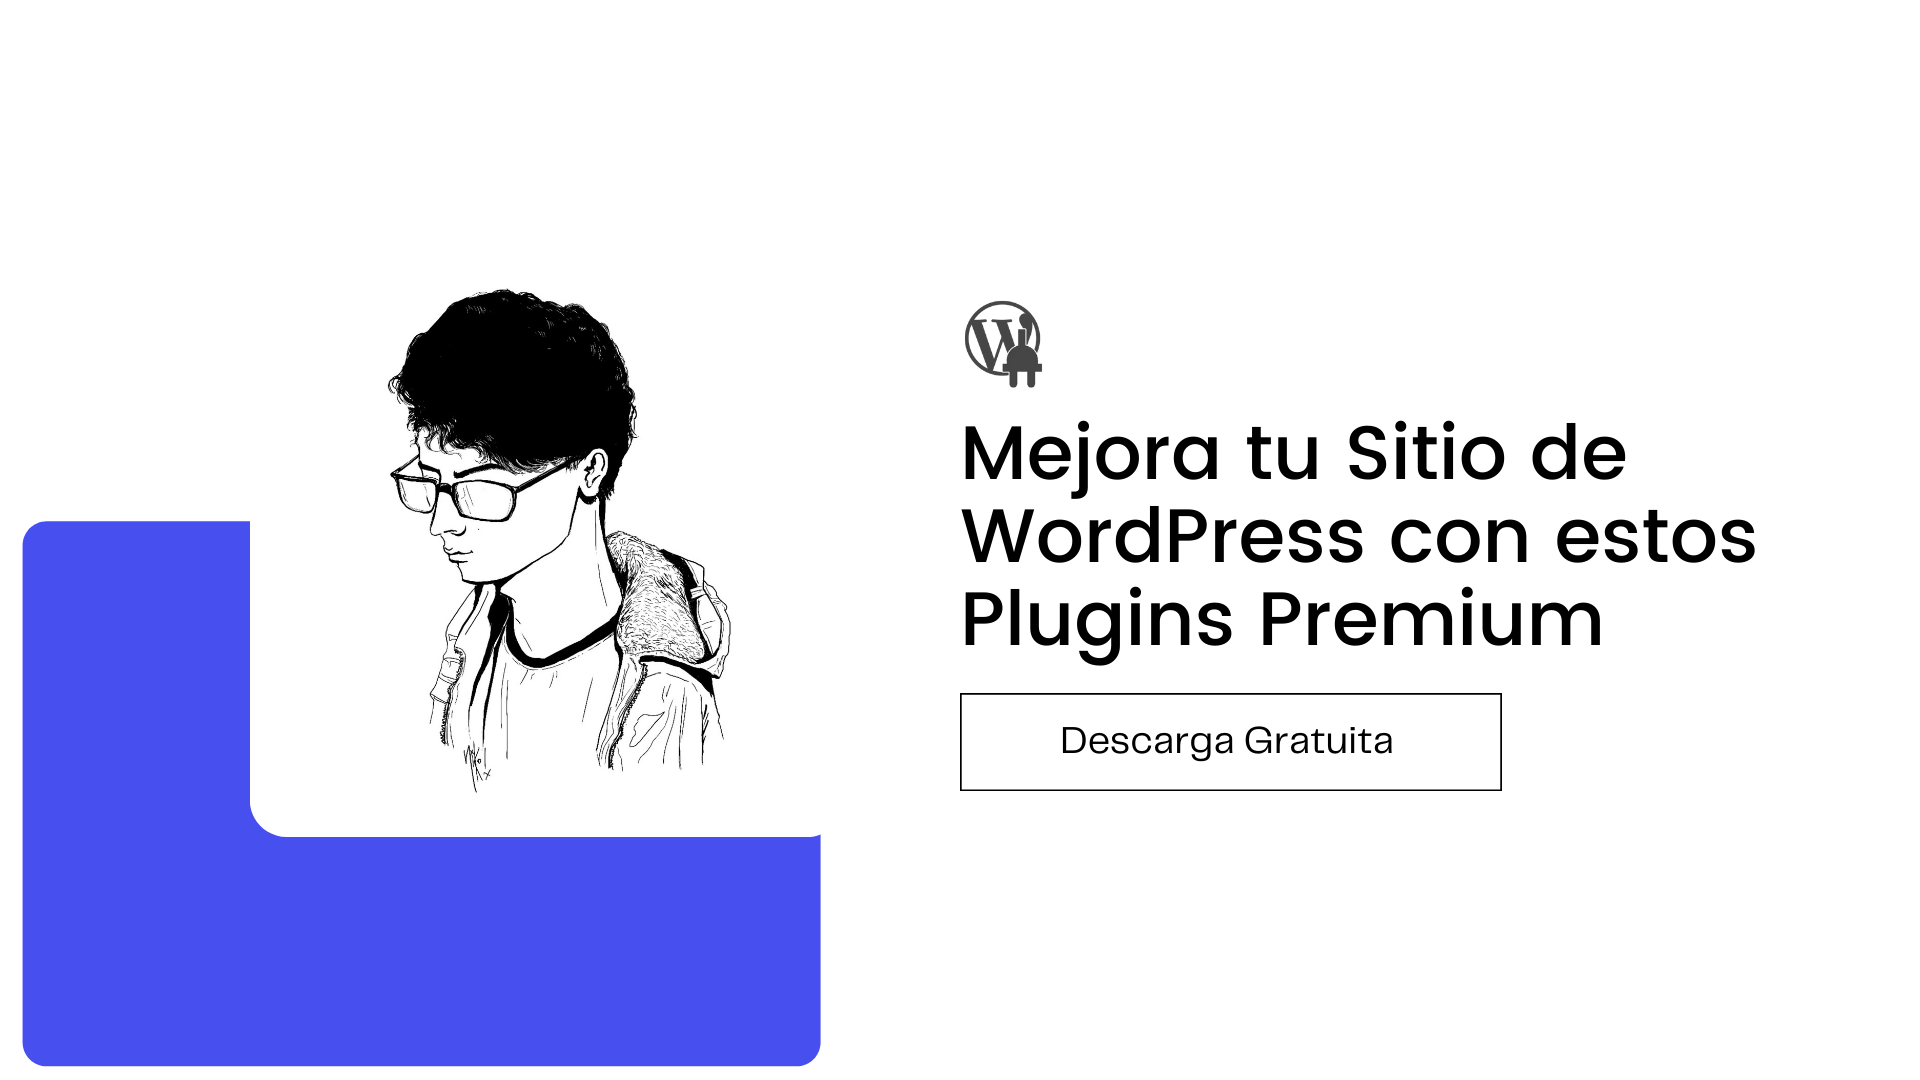 Mejora tu Sitio de
WordPress con estos
Plugins Premium
Descarga Gratuita